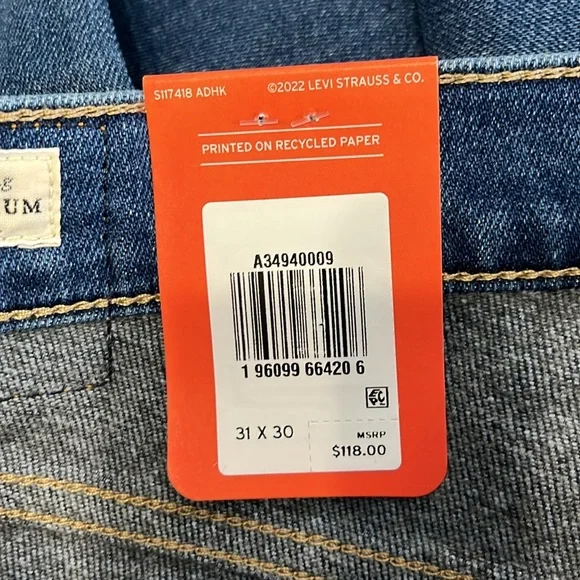 S117418 ADHK ©2022 LEVI STRAUSS & CO.
PRINTED ON RECYCLED PAPER
A34940009
1 96099 66420 6
31 X 30
MSRP
$118.00
UM